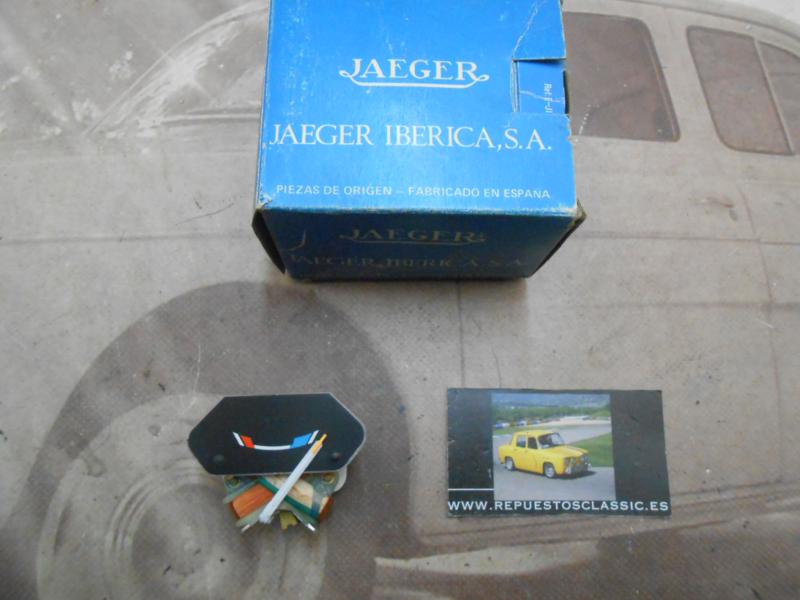 JAEGER
JAEGER IBERICA, S.A.
PIEZAS DE ORIGEN – FABRICADO EN ESPAÑA
JAEGER
JAEGER IBERICA, S.A.
WWW.REPUESTOSCLASSIC.ES